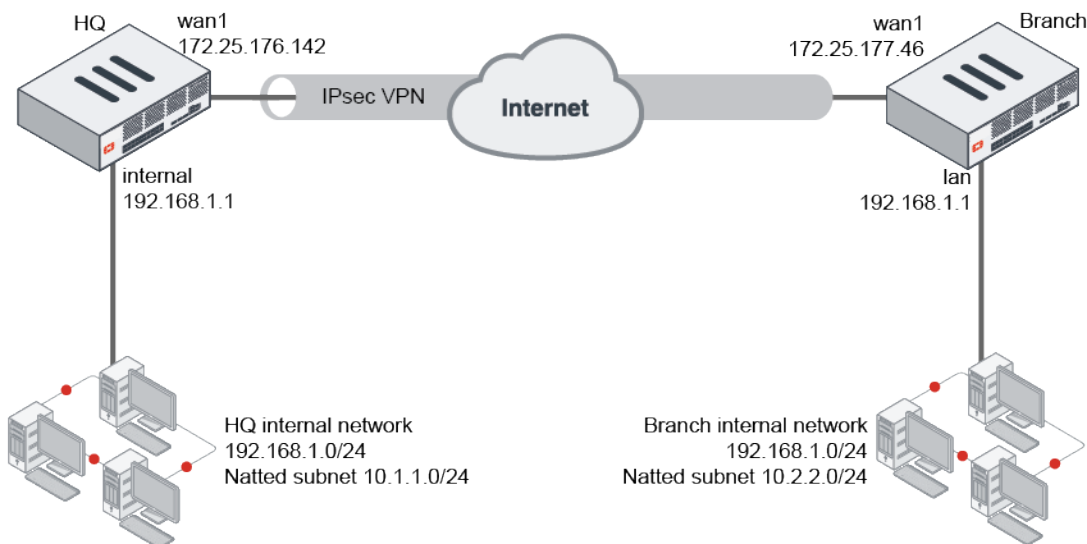 HQ
wan1
172.25.176.142
IPsec VPN
Internet
wan1
172.25.177.46
Branch
internal
192.168.1.1
lan
192.168.1.1
HQ internal network
192.168.1.0/24
Natted subnet 10.1.1.0/24
Branch internal network
192.168.1.0/24
Natted subnet 10.2.2.0/24